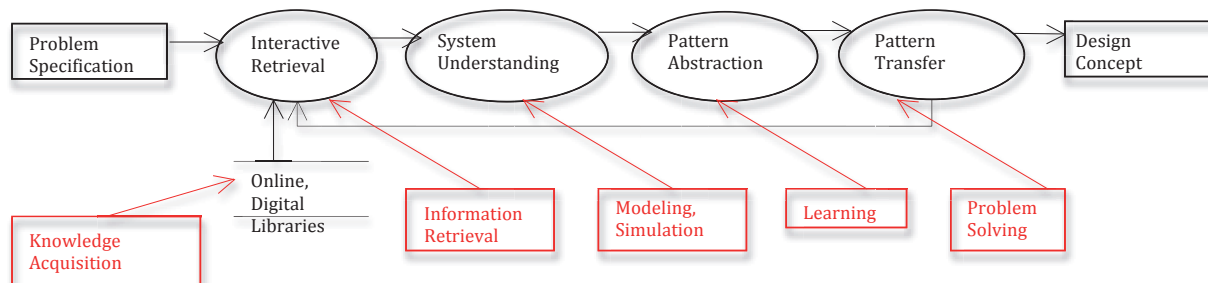 Problem
Specification
Interactive
Retrieval
System
Understanding
Pattern
Abstraction
Pattern
Transfer
Design
Concept
Online,
Digital
Libraries
Knowledge
Acquisition
Information
Retrieval
Modeling,
Simulation
Learning
Problem
Solving